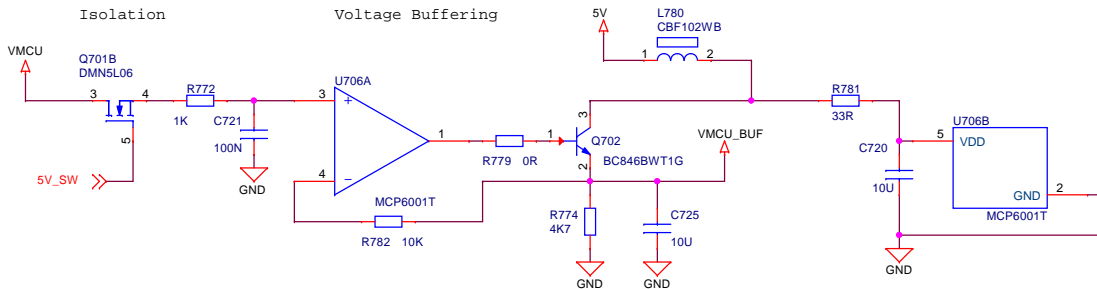 Isolation
Voltage Buffering
VMCU
Q701B
DMN5L06
3
4
5
5V_SW
R772
1K
C721
100N
GND
U706A
3
+
4
−
1
MCP6001T
R782
10K
R779
0R
1
3
2
Q702
BC846BWT1G
5V
L780
CBF102WB
1
2
VMCU_BUF
R774
4K7
GND
C725
10U
GND
R781
33R
C720
10U
GND
U706B
5
VDD
GND
2
MCP6001T